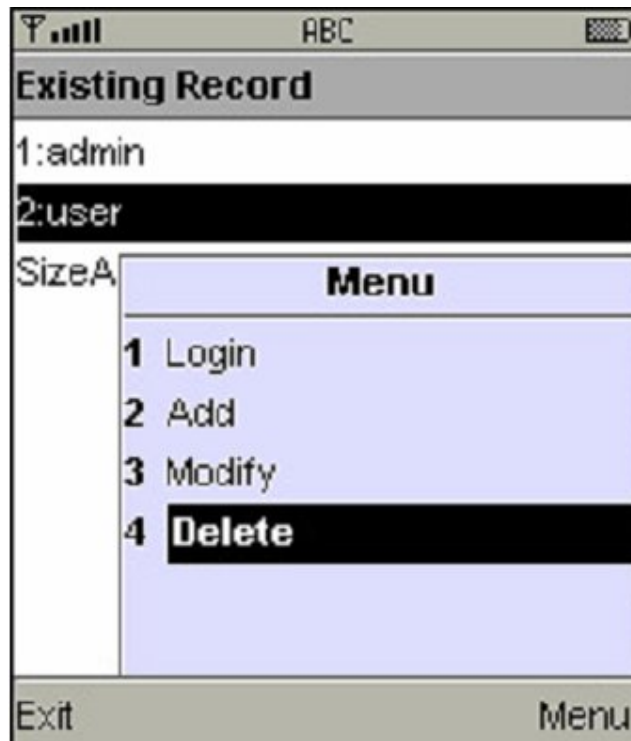 ABC
Existing Record
1:admin
2:user
SizeA
Menu
1 Login
2 Add
3 Modify
4 Delete
Exit Menu